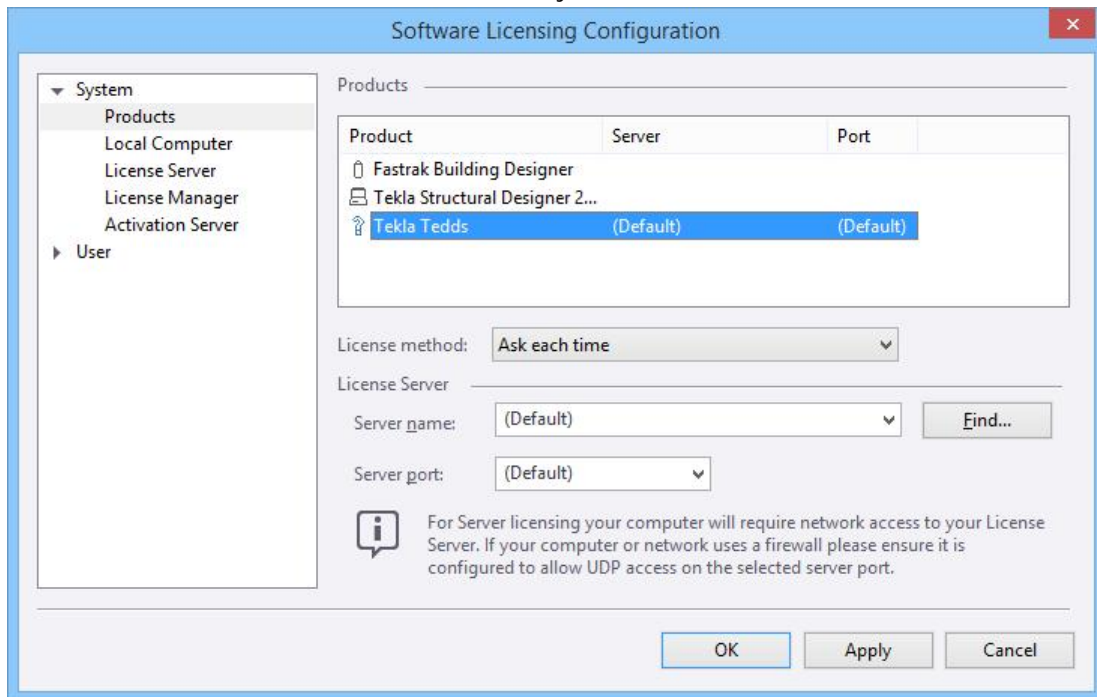 Software Licensing Configuration
System
Products
Local Computer
License Server
License Manager
Activation Server
User
Products
Product Server Port
Fastrak Building Designer
Tekla Structural Designer 2...
Tekla Tedds (Default) (Default)
License method: Ask each time
License Server
Server name: (Default) Find...
Server port: (Default)
For Server licensing your computer will require network access to your License
Server. If your computer or network uses a firewall please ensure it is
configured to allow UDP access on the selected server port.
OK Apply Cancel